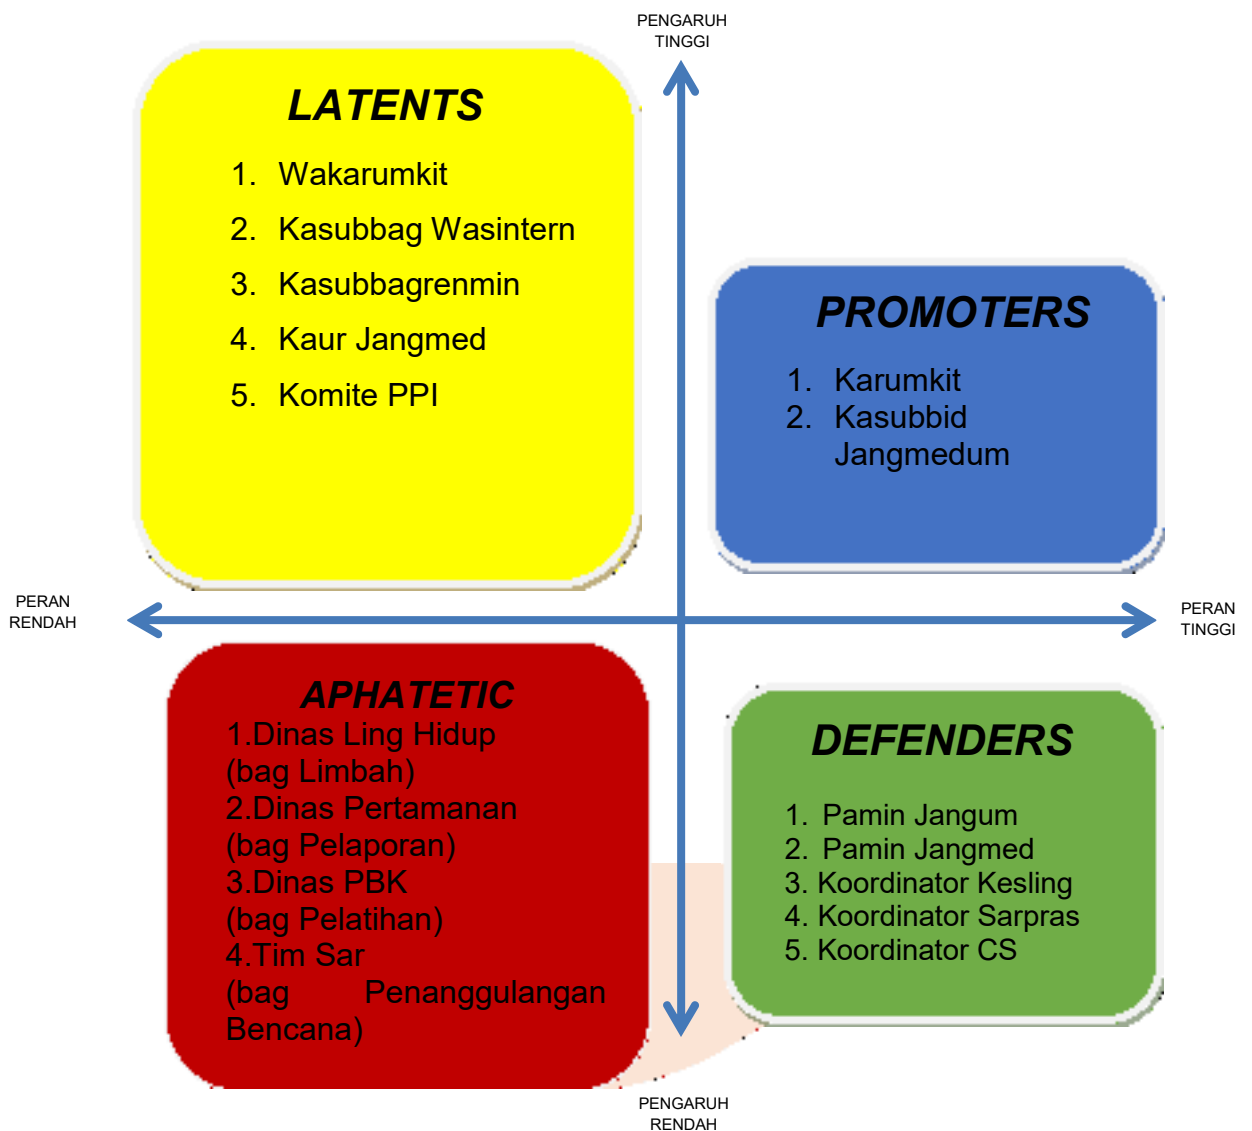 PENGARUH
TINGGI
LATENTS
1. Wakarumkit
2. Kasubbag Wasintern
3. Kasubbagrenmin
4. Kaur Jangmed
5. Komite PPI
PROMOTERS
1. Karumkit
2. Kasubbid
Jangmedum
PERAN
RENDAH
PERAN
TINGGI
APHATETIC
1.Dinas Ling Hidup
(bag Limbah)
2.Dinas Pertamanan
(bag Pelaporan)
3.Dinas PBK
(bag Pelatihan)
4.Tim Sar
(bag Penanggulangan
Bencana)
DEFENDERS
1. Pamin Jangum
2. Pamin Jangmed
3. Koordinator Kesling
4. Koordinator Sarpras
5. Koordinator CS
PENGARUH
RENDAH